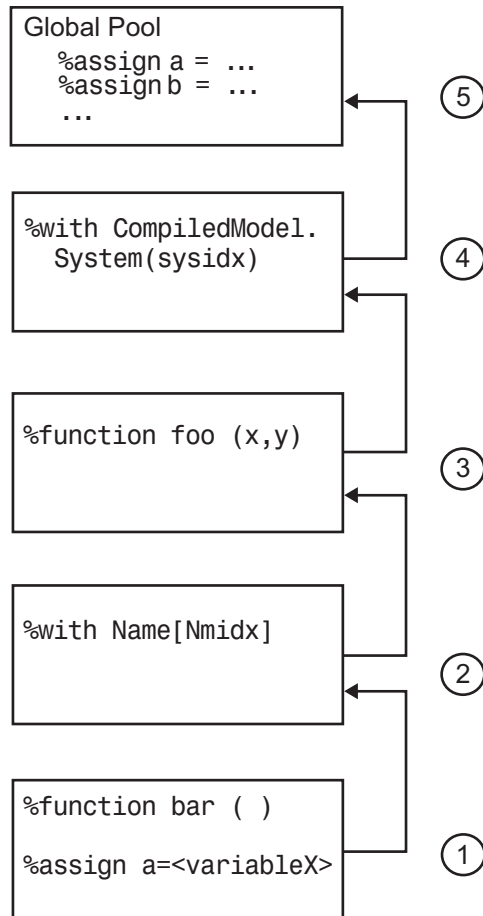 Global Pool
%assign a = ...
%assign b = ...
...
5
%with CompiledModel.
System(sysidx)
4
%function foo (x,y)
3
%with Name[Nmidx]
2
%function bar ( )
%assign a=<variableX>
1